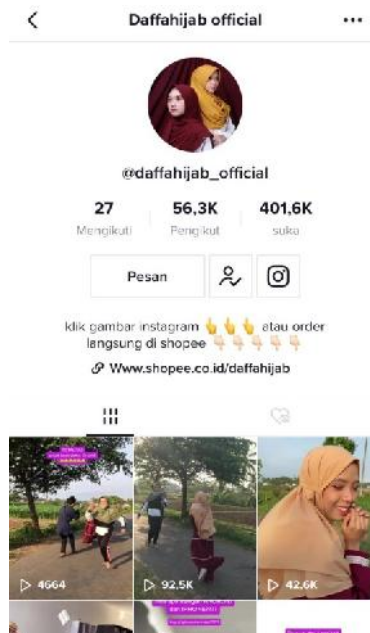 Daffahijab official
@daffahijab_official
27 56,3K 401,6K
Mengikuti Pengikut suka
Pesan
klik gambar instagram 👆👆👆 atau order
langsung di shopee 👇🏻👇🏻👇🏻👇🏻👇🏻
Www.shopee.co.id/daffahijab
4664 92,5K 42,6K